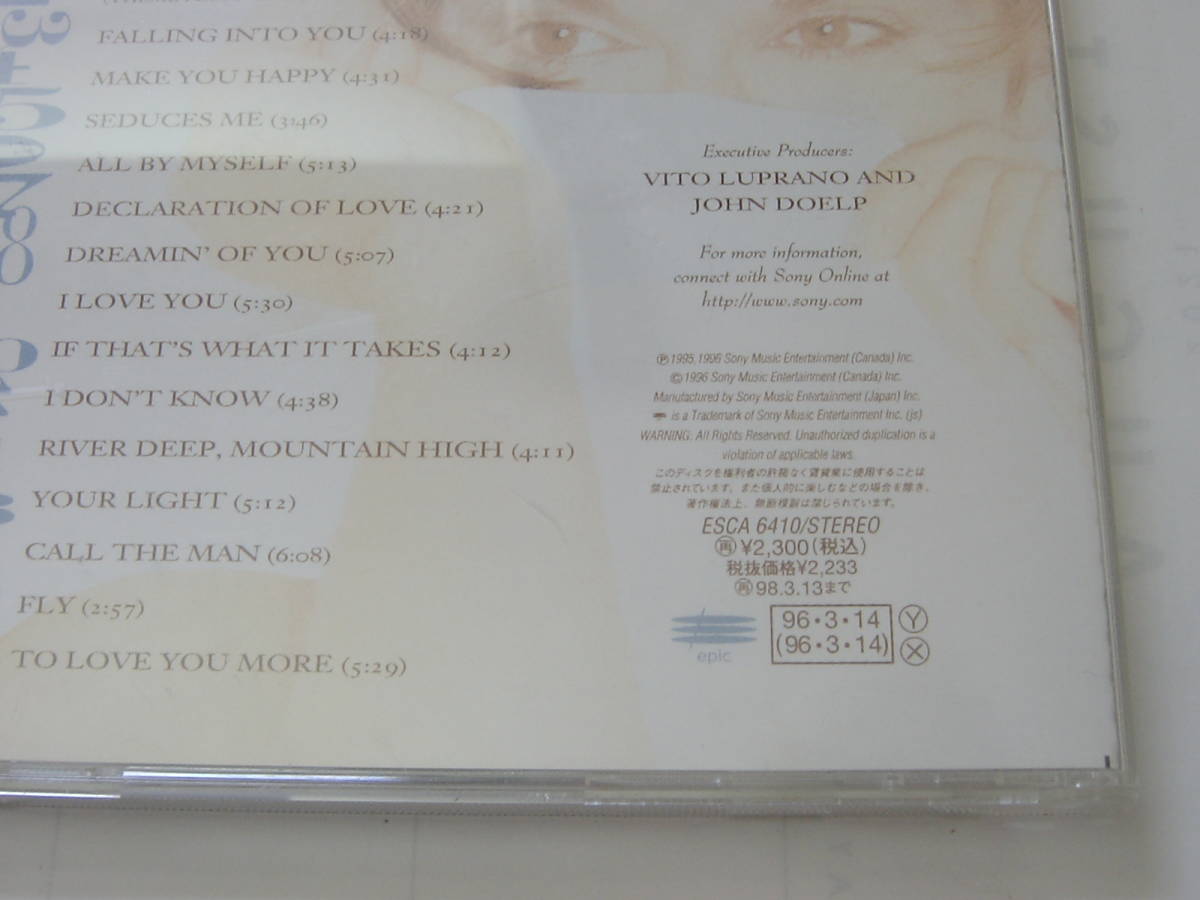 FALLING INTO YOU (4:18)
MAKE YOU HAPPY (4:31)
SEDUCES ME (3:46)
ALL BY MYSELF (5:13)
DECLARATION OF LOVE (4:21)
DREAMIN' OF YOU (5:07)
I LOVE YOU (5:30)
IF THAT'S WHAT IT TAKES (4:12)
I DON'T KNOW (4:38)
RIVER DEEP, MOUNTAIN HIGH (4:11)
YOUR LIGHT (5:12)
CALL THE MAN (6:08)
FLY (2:57)
TO LOVE YOU MORE (5:29)
Executive Producers:
VITO LUPRANO AND
JOHN DOELP
For more information,
connect with Sony Online at
http://www.sony.com
Ⓟ1995, 1996 Sony Music Entertainment (Canada) Inc.
©1996 Sony Music Entertainment (Canada) Inc.
Manufactured by Sony Music Entertainment (Japan) Inc.
is a Trademark of Sony Music Entertainment Inc. (js)
WARNING. All Rights Reserved. Unauthorized duplication is a
violation of applicable laws.
このディスクを権利者の許諾なく賃貸業に使用することは
禁止されています。また個人的に楽しむなどの場合を除き、
著作権法上、無断複製は禁じられています。
ESCA 6410/STEREO
㊥¥2,300(税込)
税抜価格¥2,233
98.3.13まで
epic
96・3・14
(96・3・14)
Ⓨ
Ⓧ